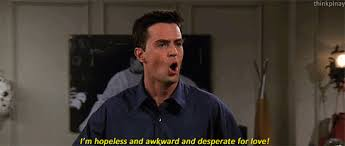 thinkpinay
I'm hopeless and awkward and desperate for love!